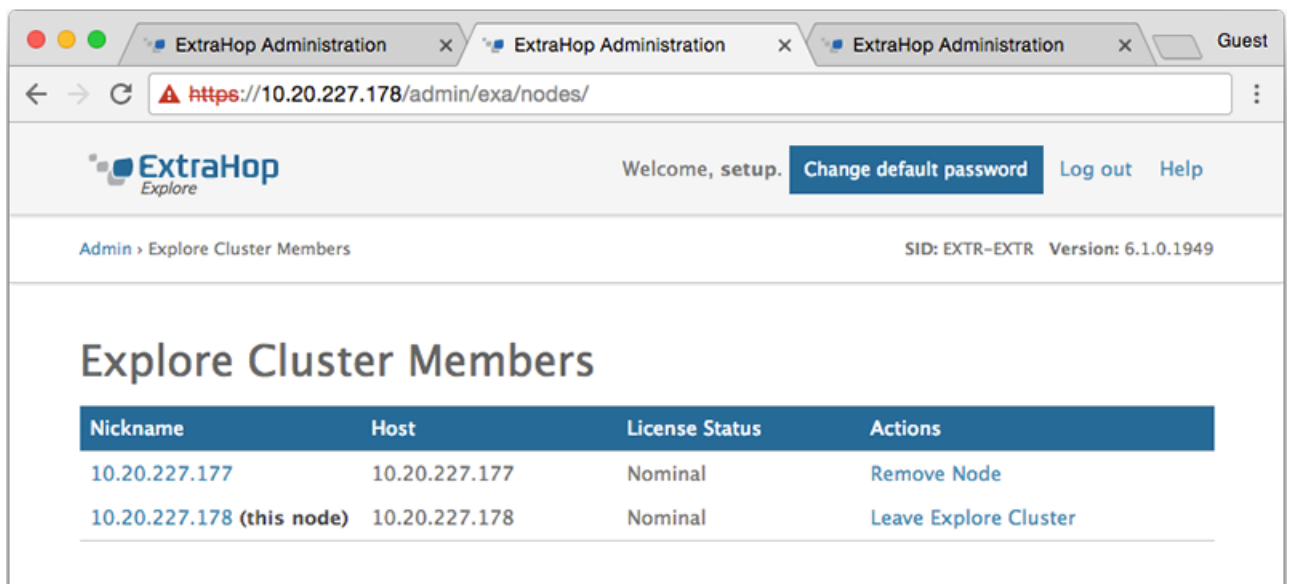 ExtraHop Administration × ExtraHop Administration × ExtraHop Administration × Guest
https://10.20.227.178/admin/exa/nodes/
ExtraHop
Explore
Welcome, setup. Change default password Log out Help
Admin › Explore Cluster Members SID: EXTR-EXTR Version: 6.1.0.1949
Explore Cluster Members
Nickname Host License Status Actions
10.20.227.177 10.20.227.177 Nominal Remove Node
10.20.227.178 (this node) 10.20.227.178 Nominal Leave Explore Cluster